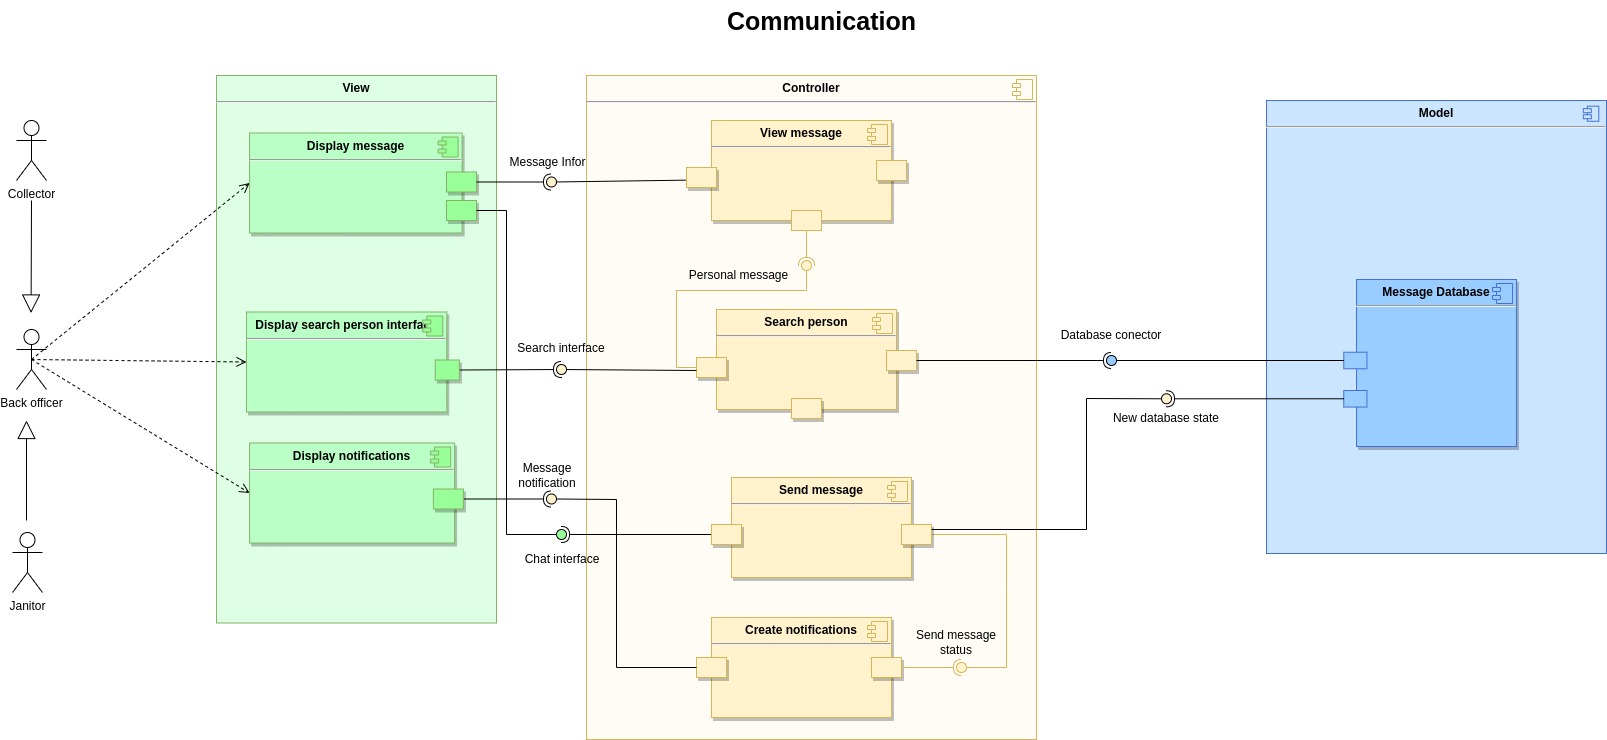 Communication
View
Controller
Model
Display message
View message
Message Infor
Collector
Personal message
Message Database
Display search person interfa
Search person
Search interface
Database conector
Back officer
New database state
Display notifications
Message
notification
Send message
Chat interface
Janitor
Create notifications
Send message
status